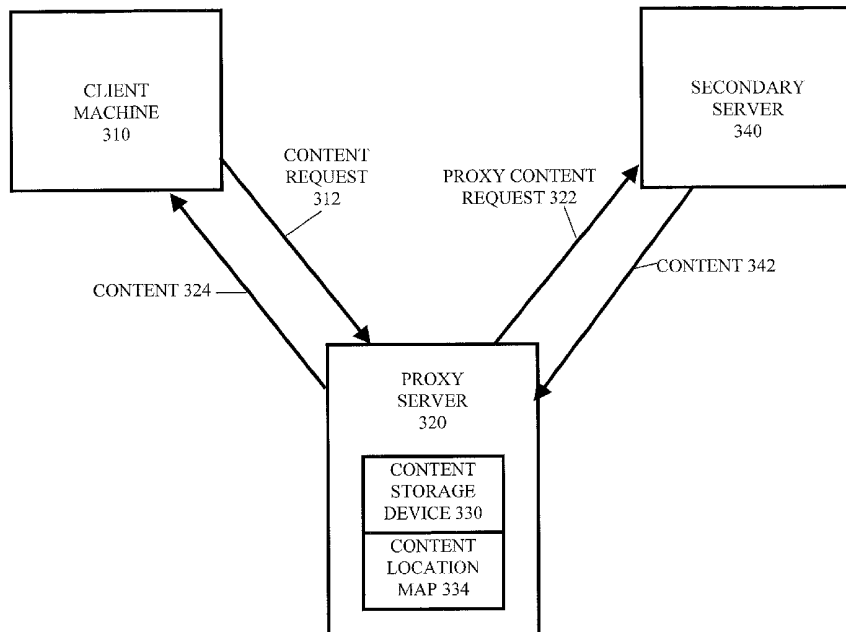 CLIENT
MACHINE
310
SECONDARY
SERVER
340
CONTENT
REQUEST
312
PROXY CONTENT
REQUEST 322
CONTENT 324
CONTENT 342
PROXY
SERVER
320
CONTENT
STORAGE
DEVICE 330
CONTENT
LOCATION
MAP 334